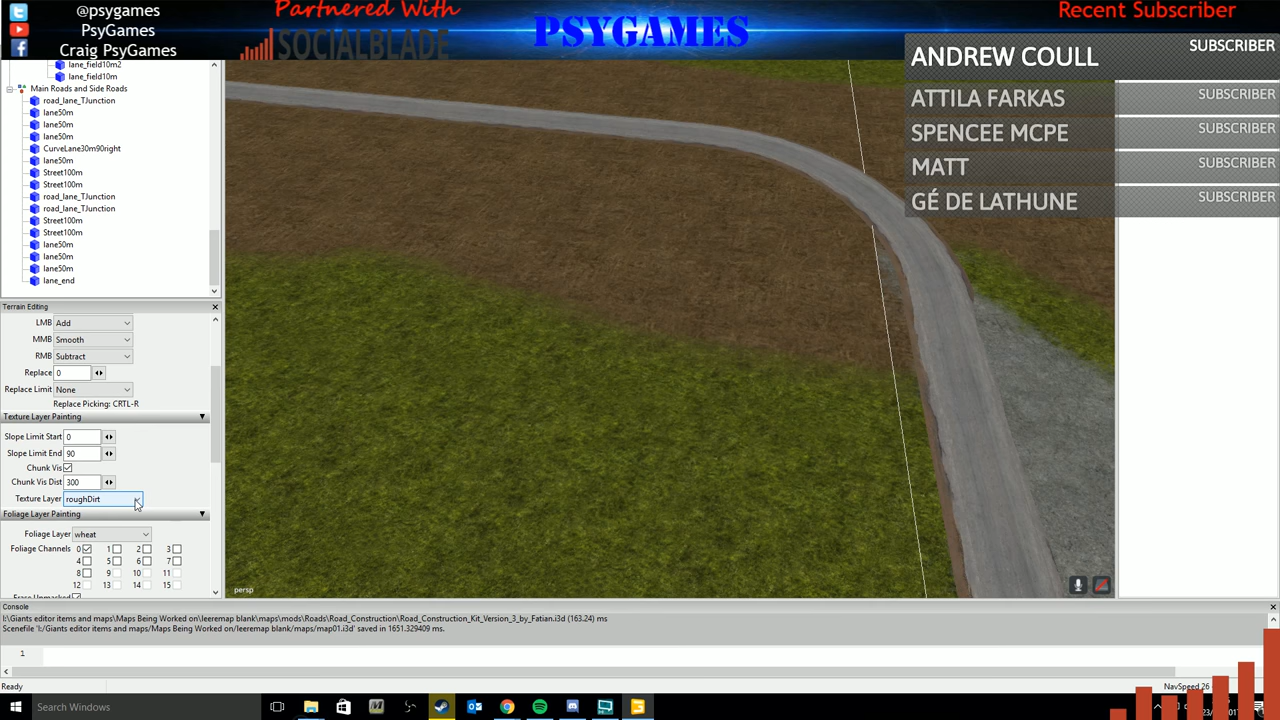 @psygames
PsyGames
Craig PsyGames
Partnered With
SOCIALBLADE
PSYGAMES
Recent Subscriber
ANDREW COULL SUBSCRIBER
ATTILA FARKAS SUBSCRIBER
SPENCEE MCPE SUBSCRIBER
MATT SUBSCRIBER
GÉ DE LATHUNE SUBSCRIBER
lane_field10m2
lane_field10m
Main Roads and Side Roads
road_lane_TJunction
lane50m
lane50m
lane50m
CurveLane30m90right
lane50m
Street100m
Street100m
road_lane_TJunction
road_lane_TJunction
Street100m
Street100m
lane50m
lane50m
lane50m
lane_end
Terrain Editing
LMB Add
MMB Smooth
RMB Subtract
Replace 0
Replace Limit None
Replace Picking: CRTL-R
Texture Layer Painting
Slope Limit Start 0
Slope Limit End 90
Chunk Vis
Chunk Vis Dist 300
Texture Layer roughDirt
Foliage Layer Painting
Foliage Layer wheat
Foliage Channels 0 1 2 3
4 5 6 7
8 9 10 11
12 13 14 15
Erase Unmasked
persp
Console
I:\Giants editor items and maps\Maps Being Worked on\leeremap blank\maps\mods\Roads\Road_Construction\Road_Construction_Kit_Version_3_by_Fatian.i3d (163.24) ms
Scenefile 'I:/Giants editor items and maps/Maps Being Worked on/leeremap blank/maps/map01.i3d' saved in 1651.329409 ms.
1
Ready
NavSpeed 26
Search Windows